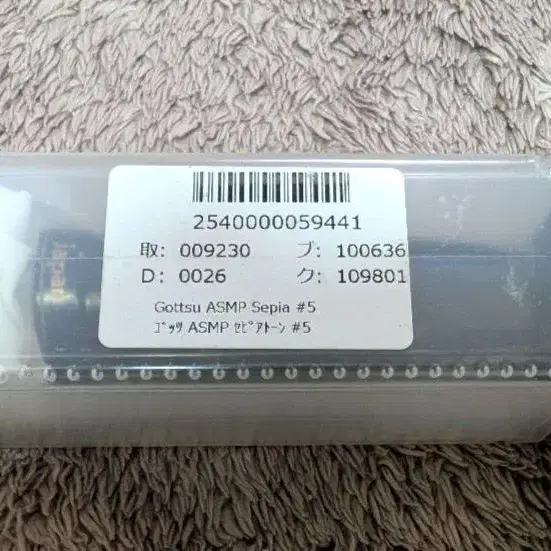 2540000059441
取: 009230 ブ: 100636
D: 0026 ク: 109801
Gottsu ASMP Sepia #5
ｺﾞｯﾂ ASMP ｾﾋﾟｱﾄｰﾝ #5